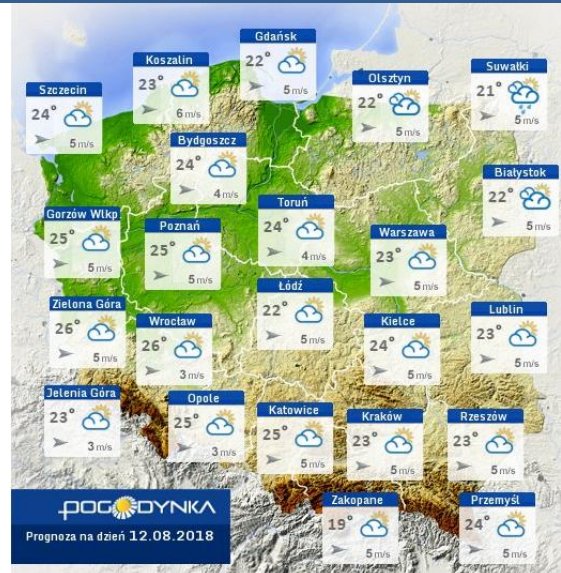 Gdańsk
22°
5 m/s
Koszalin
23°
6 m/s
Szczecin
24°
5 m/s
Olsztyn
22°
5 m/s
Suwałki
21°
5 m/s
Bydgoszcz
24°
4 m/s
Białystok
22°
5 m/s
Gorzów Wlkp
25°
5 m/s
Poznań
25°
5 m/s
Toruń
24°
4 m/s
Warszawa
23°
5 m/s
Łódź
22°
5 m/s
Zielona Góra
26°
5 m/s
Wrocław
26°
3 m/s
Kielce
24°
5 m/s
Lublin
23°
5 m/s
Jelenia Góra
23°
3 m/s
Opole
25°
3 m/s
Katowice
25°
5 m/s
Kraków
23°
5 m/s
Rzeszów
23°
5 m/s
Zakopane
19°
5 m/s
Przemyśl
24°
5 m/s
POGODYNKA
Prognoza na dzień 12.08.2018